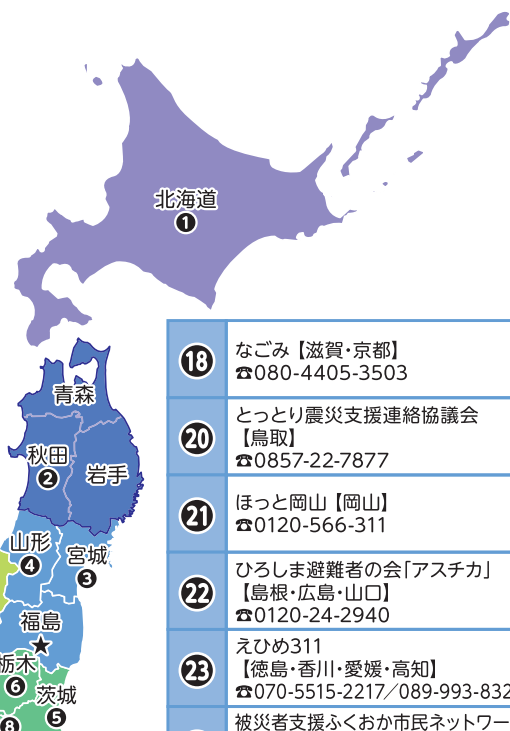 北海道
❶
青森
秋田
❷
岩手
山形
❹
宮城
❸
福島
★
栃木
❻
茨城
❺
❽
⓲
なごみ【滋賀・京都】
☎080-4405-3503
⓴
とっとり震災支援連絡協議会
【鳥取】
☎0857-22-7877
㉑
ほっと岡山【岡山】
☎0120-566-311
㉒
ひろしま避難者の会「アスチカ」
【島根・広島・山口】
☎0120-24-2940
㉓
えひめ311
【徳島・香川・愛媛・高知】
☎070-5515-2217／089-993-832
被災者支援ふくおか市民ネットワー